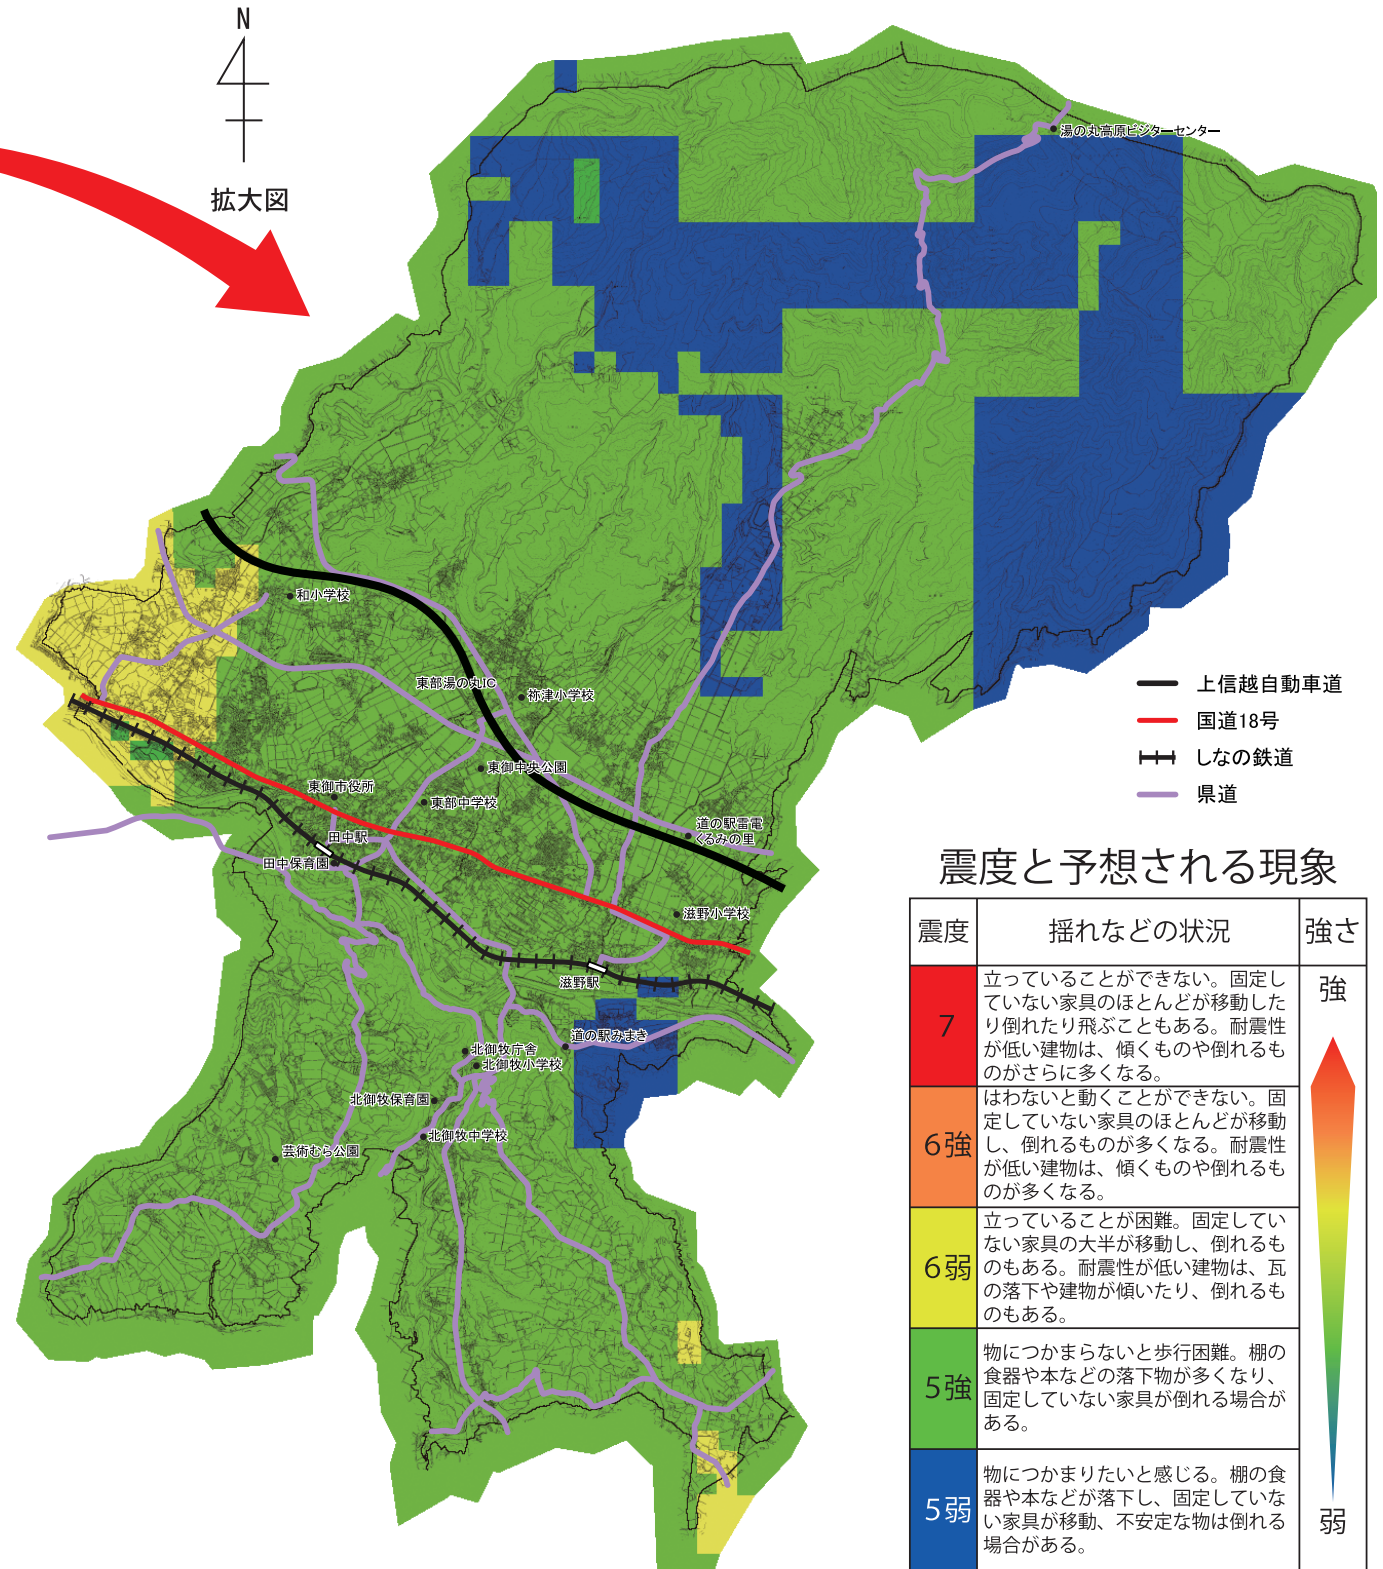 N
拡大図
湯の丸高原ビジターセンター
和小学校
東部湯の丸IC
祢津小学校
東御中央公園
東御市役所
東部中学校
田中駅
道の駅雷電
くるみの里
田中保育園
滋野小学校
滋野駅
道の駅みまき
北御牧庁舎
北御牧小学校
北御牧保育園
北御牧中学校
芸術むら公園
上信越自動車道
国道18号
しなの鉄道
県道
震度と予想される現象
震度
揺れなどの状況
強さ
7
立っていることができない。固定し
ていない家具のほとんどが移動した
り倒れたり飛ぶこともある。耐震性
が低い建物は、傾くものや倒れるも
のがさらに多くなる。
強
6強
はわないと動くことができない。固
定していない家具のほとんどが移動
し、倒れるものが多くなる。耐震性
が低い建物は、傾くものや倒れるも
のが多くなる。
6弱
立っていることが困難。固定してい
ない家具の大半が移動し、倒れるも
のもある。耐震性が低い建物は、瓦
の落下や建物が傾いたり、倒れるも
のもある。
5強
物につかまらないと歩行困難。棚の
食器や本などの落下物が多くなり、
固定していない家具が倒れる場合が
ある。
5弱
物につかまりたいと感じる。棚の食
器や本などが落下し、固定していな
い家具が移動、不安定な物は倒れる
場合がある。
弱